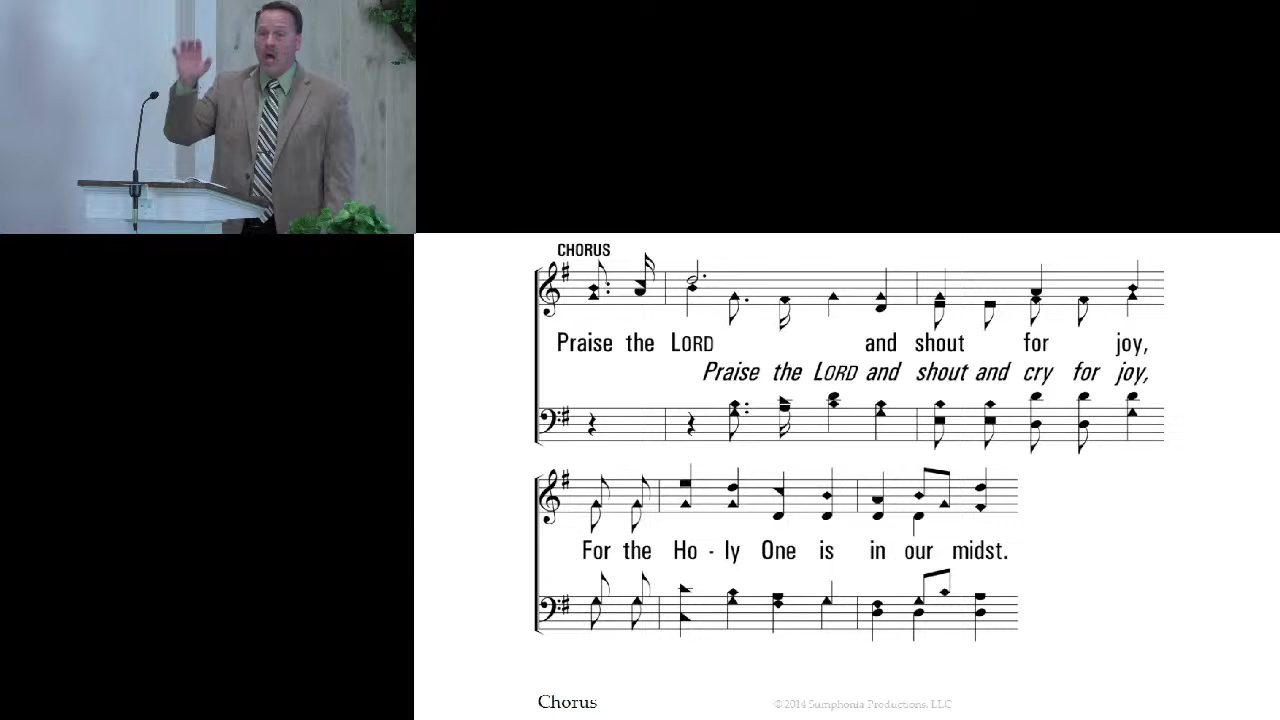 CHORUS
Praise the LORD and shout for joy,
Praise the LORD and shout and cry for joy,
For the Ho - ly One is in our midst.
Chorus
©2014 Sumphonia Productions, LLC